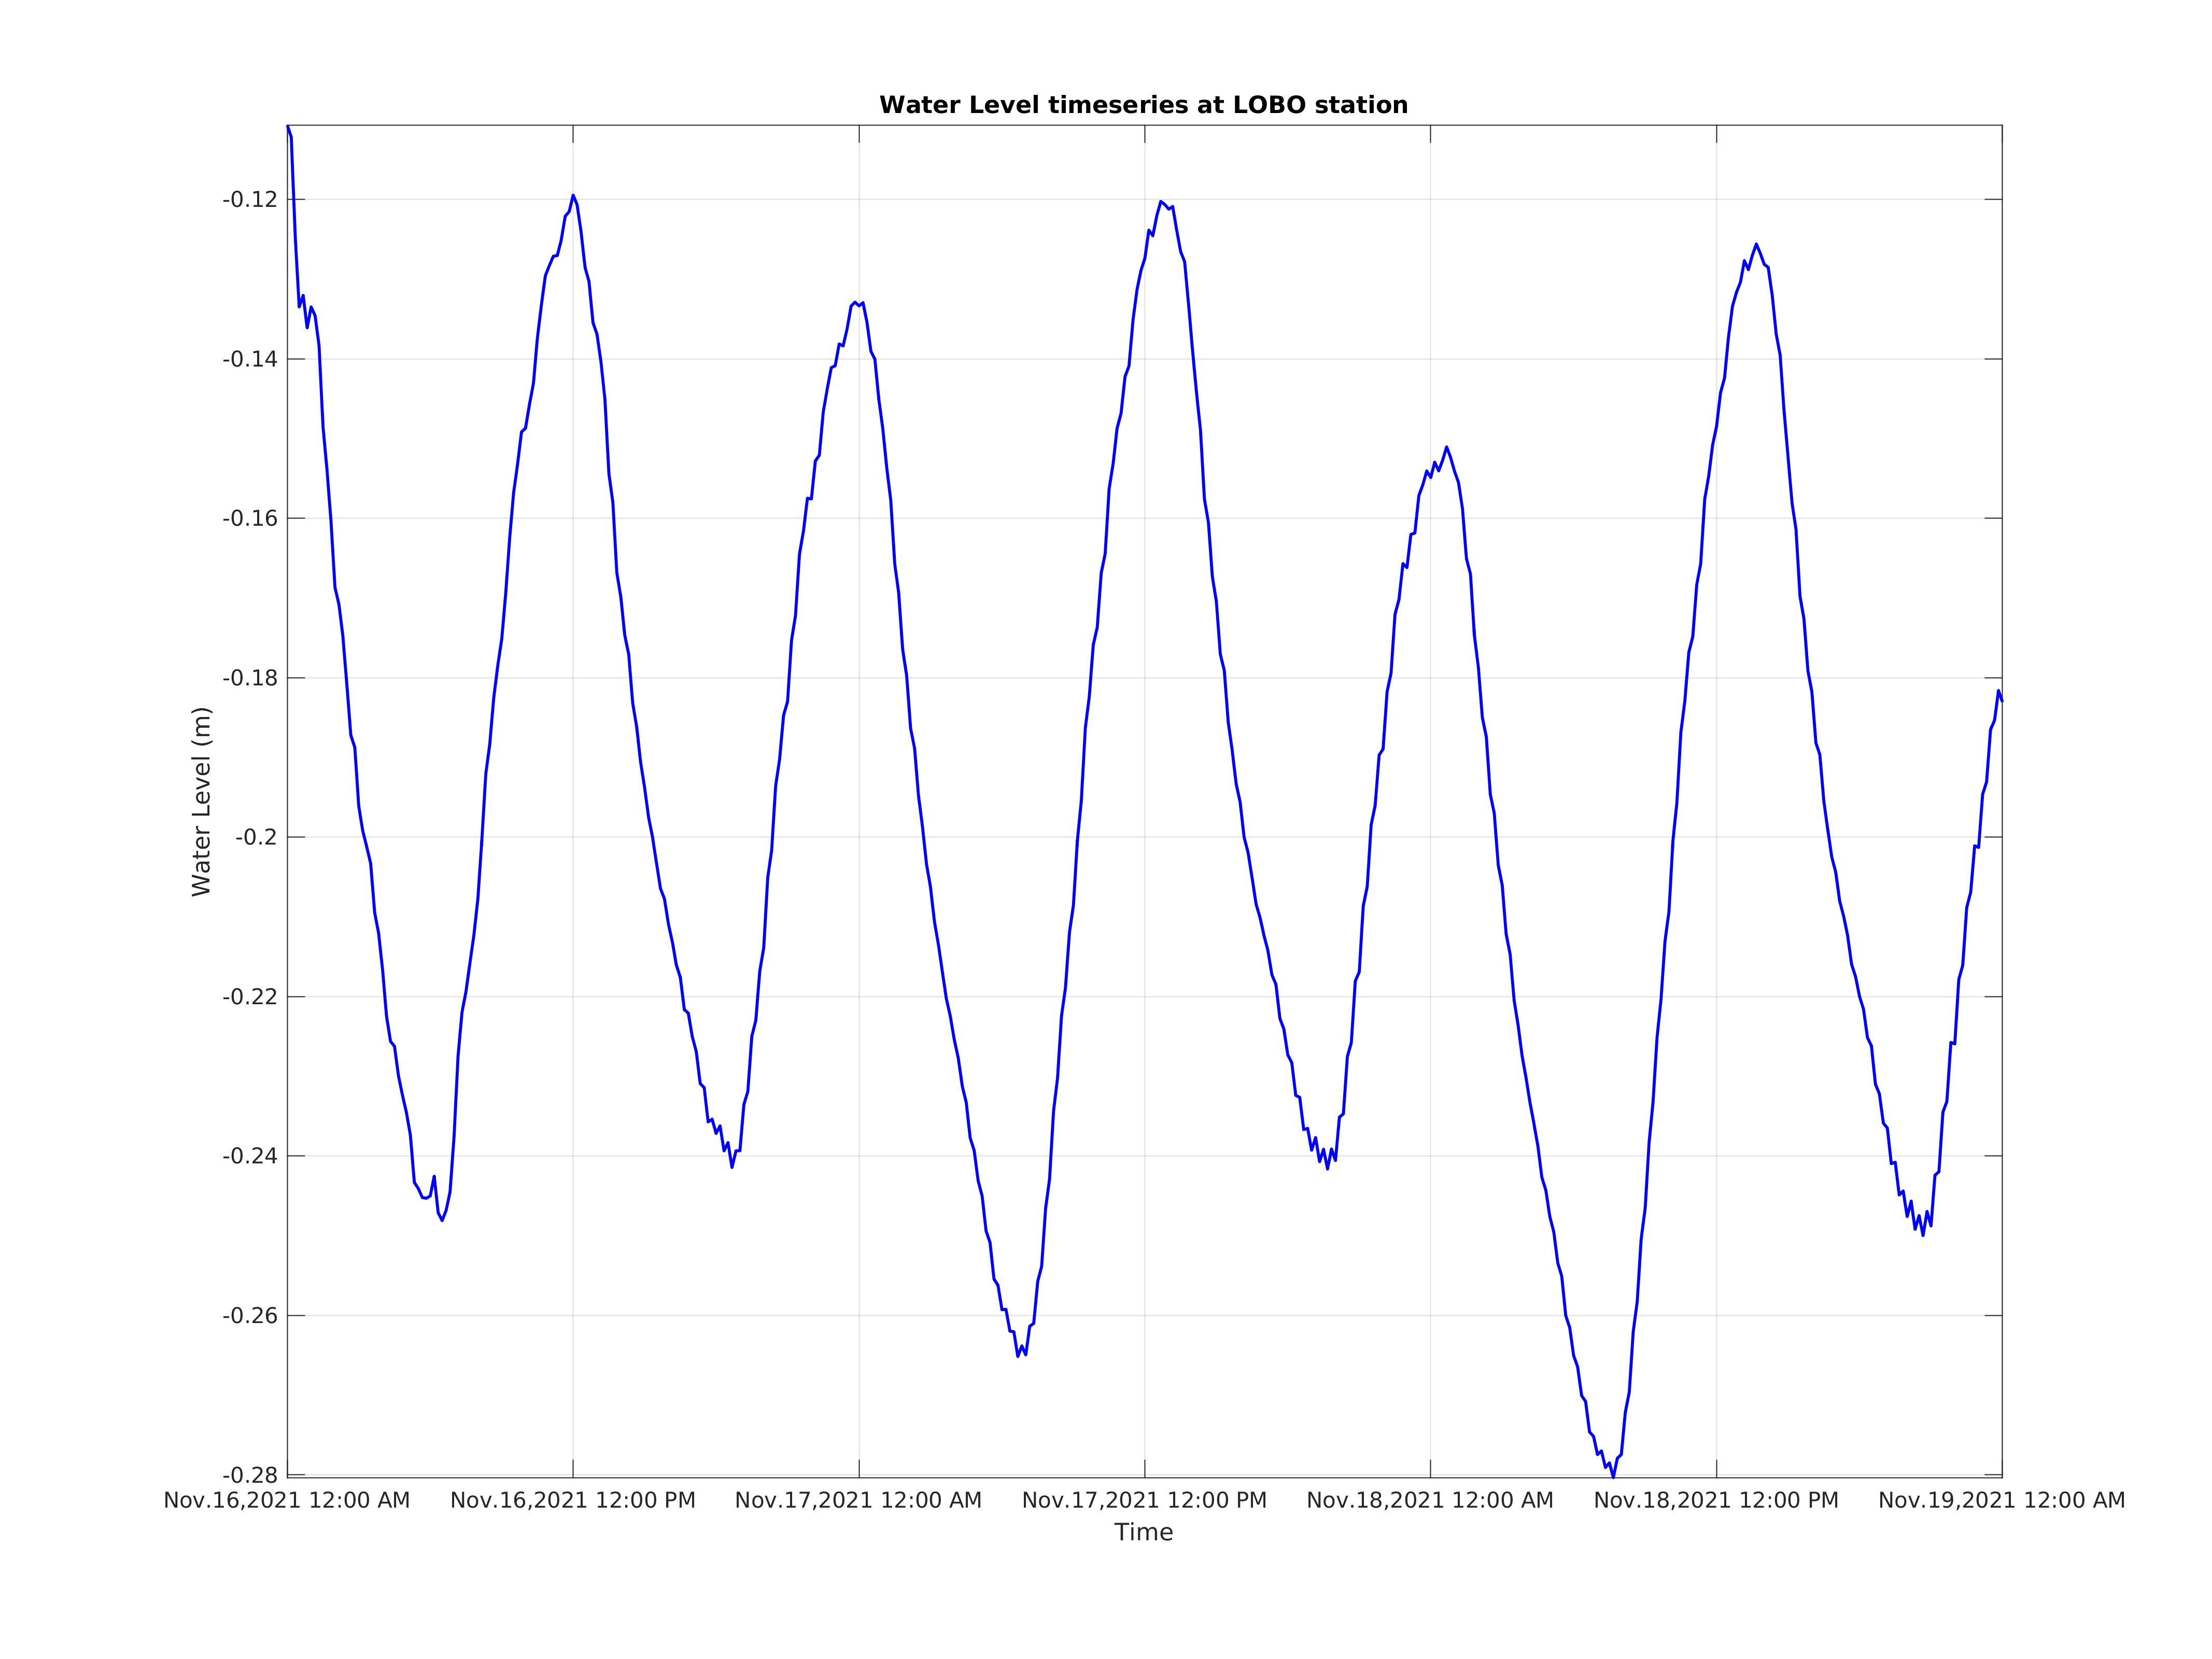 Water Level timeseries at LOBO station
-0.12
-0.14
-0.16
-0.18
-0.2
-0.22
-0.24
-0.26
-0.28
Water Level (m)
Nov.16,2021 12:00 AM
Nov.16,2021 12:00 PM
Nov.17,2021 12:00 AM
Nov.17,2021 12:00 PM
Nov.18,2021 12:00 AM
Nov.18,2021 12:00 PM
Nov.19,2021 12:00 AM
Time